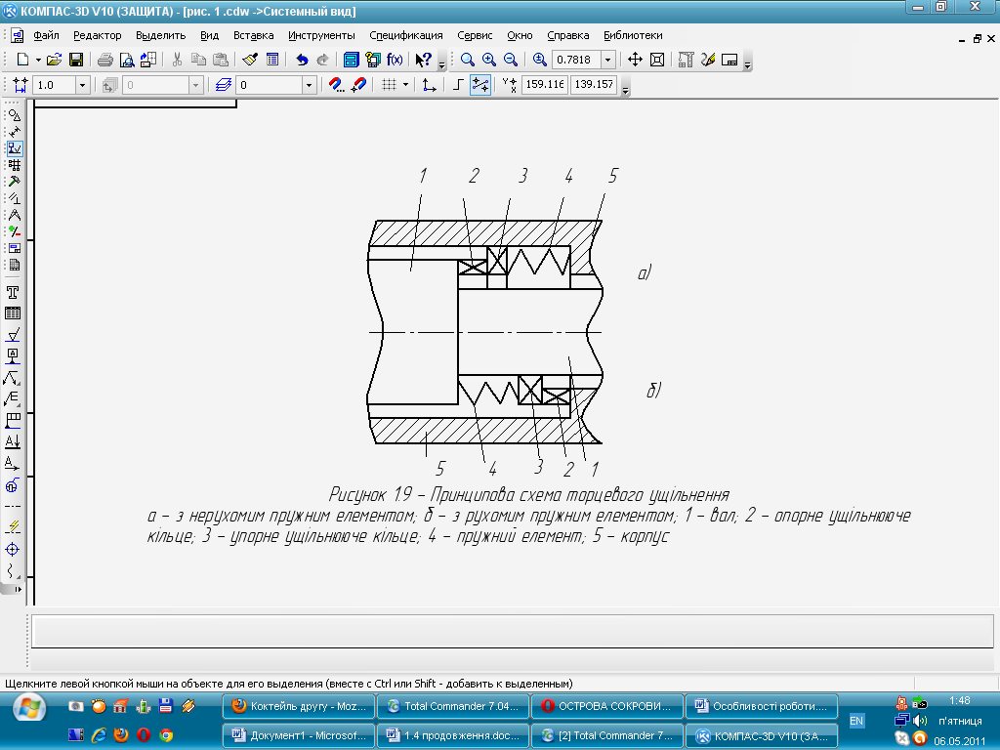 КОМПАС-3D V10 (ЗАЩИТА) - [рис. 1 .cdw ->Системный вид]
Файл Редактор Выделить Вид Вставка Инструменты Спецификация Сервис Окно Справка Библиотеки
f(x) 0.7818
1.0 0 0 159.116 139.157
1 2 3 4 5
а)
б)
5 4 3 2 1
Рисунок 1.9 – Принципова схема торцевого ущільнення
а – з нерухомим пружним елементом; б – з рухомим пружним елементом; 1 – вал; 2 – опорне ущільнююче
кільце; 3 – упорне ущільнююче кільце; 4 – пружний елемент; 5 – корпус
Щелкните левой кнопкой мыши на объекте для его выделения (вместе с Ctrl или Shift - добавить к выделенным)
Коктейль другу - Moz... Total Commander 7.04... ОСТРОВА СОКРОВИ... Особливості роботи.... 1:48
EN п'ятниця
Документ1 - Microsof... 1.4 продовження.doc... [2] Total Commander 7... КОМПАС-3D V10 (ЗА... 06.05.2011